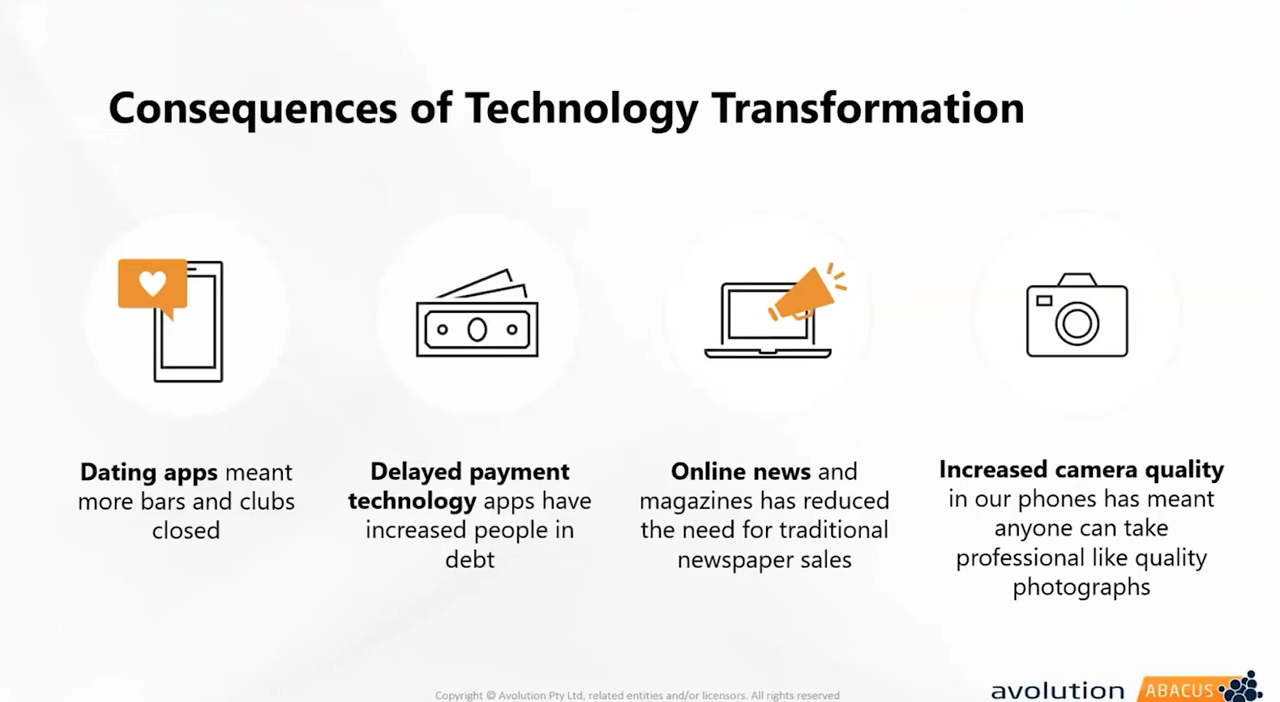 Consequences of Technology Transformation
Dating apps meant
more bars and clubs
closed
Delayed payment
technology apps have
increased people in
debt
Online news and
magazines has reduced
the need for traditional
newspaper sales
Increased camera quality
in our phones has meant
anyone can take
professional like quality
photographs
Copyright © Avolution Pty Ltd, related entities and/or licensors. All rights reserved
avolution ABACUS